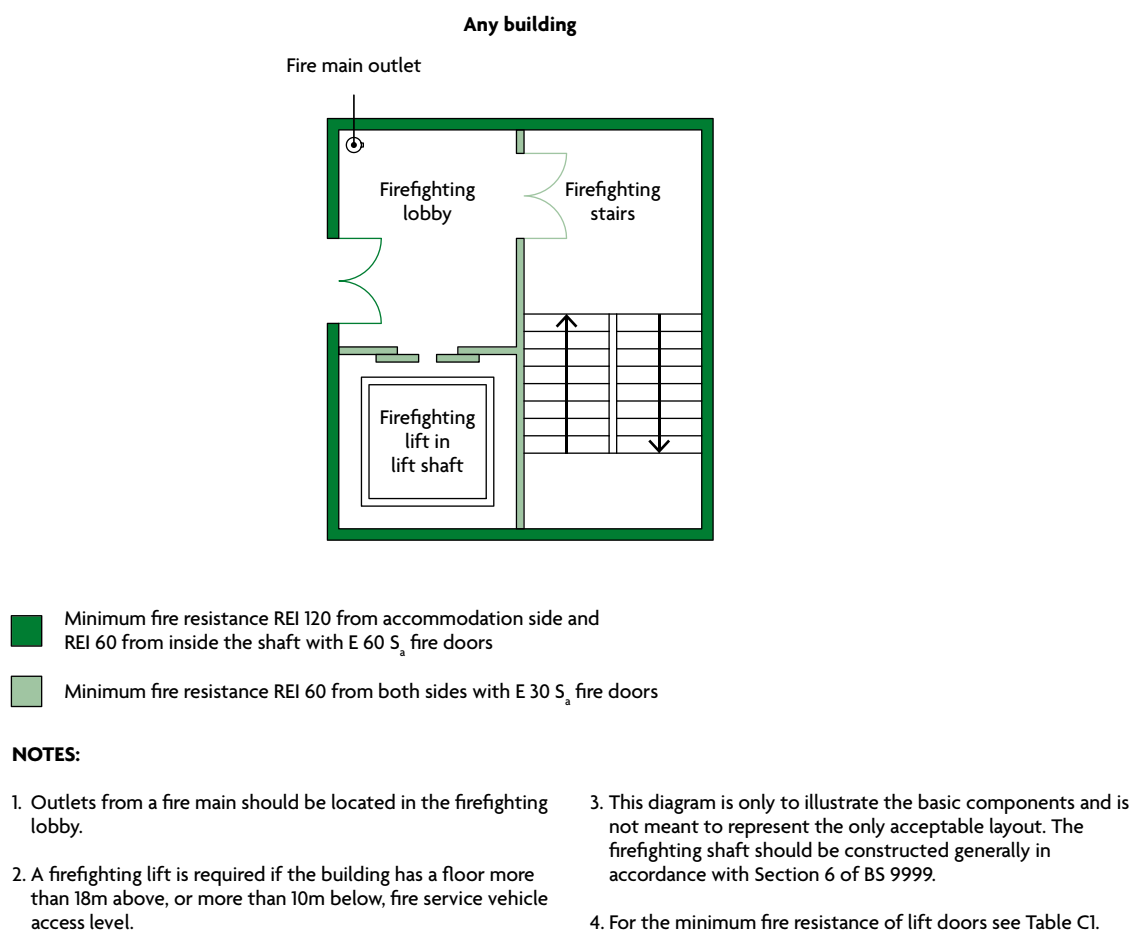 Any building
Fire main outlet
Firefighting
lobby
Firefighting
stairs
Firefighting
lift in
lift shaft
Minimum fire resistance REI 120 from accommodation side and
REI 60 from inside the shaft with E 60 Sa fire doors
Minimum fire resistance REI 60 from both sides with E 30 Sa fire doors
NOTES:
1. Outlets from a fire main should be located in the firefighting
lobby.
2. A firefighting lift is required if the building has a floor more
than 18m above, or more than 10m below, fire service vehicle
access level.
3. This diagram is only to illustrate the basic components and is
not meant to represent the only acceptable layout. The
firefighting shaft should be constructed generally in
accordance with Section 6 of BS 9999.
4. For the minimum fire resistance of lift doors see Table C1.